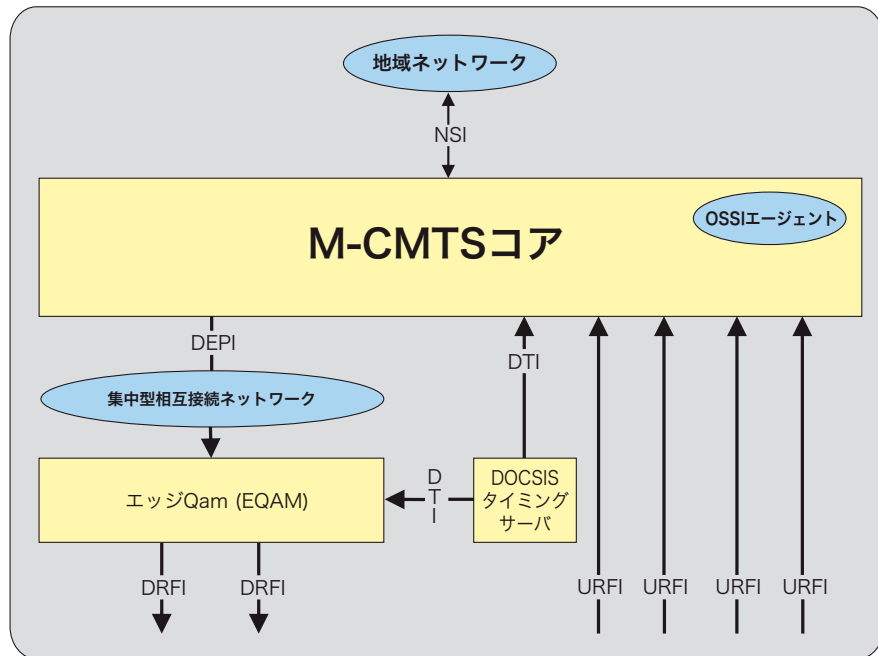 地域ネットワーク
NSI
OSSIエージェント
M-CMTSコア
DEPI
DTI
集中型相互接続ネットワーク
エッジQam (EQAM)
D
T
I
DOCSIS
タイミング
サーバ
DRFI
DRFI
URFI
URFI
URFI
URFI